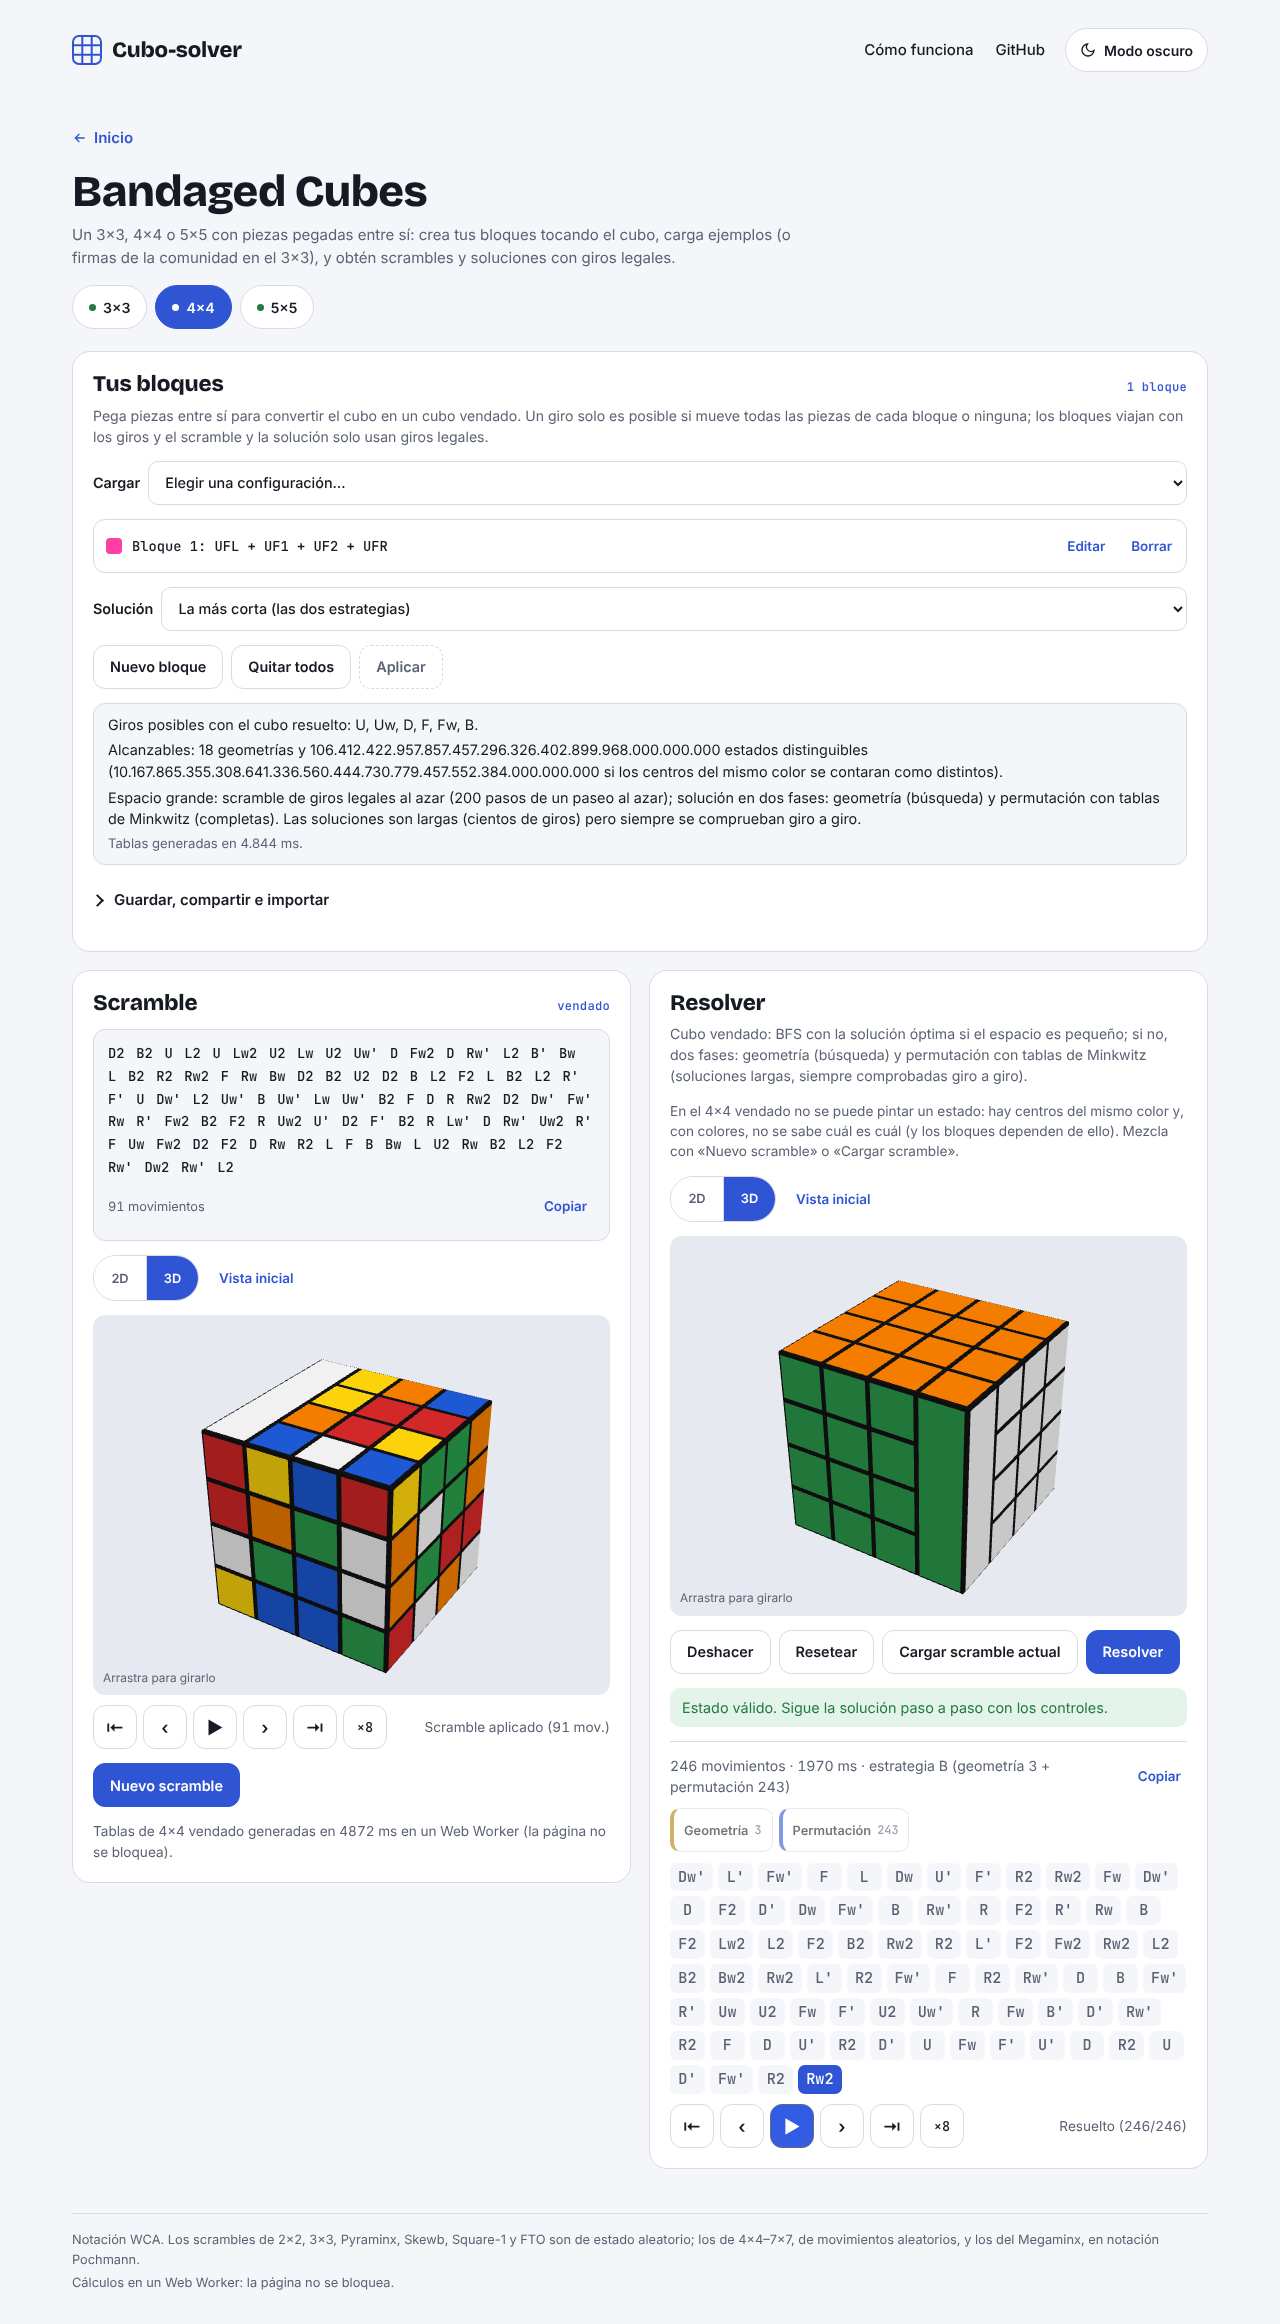 Cubo-solver
Cómo funciona
GitHub
Modo oscuro
← Inicio
Bandaged Cubes
Un 3×3, 4×4 o 5×5 con piezas pegadas entre sí: crea tus bloques tocando el cubo, carga ejemplos (o
firmas de la comunidad en el 3×3), y obtén scrambles y soluciones con giros legales.
3×3
4×4
5×5
Tus bloques
1 bloque
Pega piezas entre sí para convertir el cubo en un cubo vendado. Un giro solo es posible si mueve todas las piezas de cada bloque o ninguna; los bloques viajan con
los giros y el scramble y la solución solo usan giros legales.
Cargar
Elegir una configuración…
Bloque 1: UFL + UF1 + UF2 + UFR
Editar
Borrar
Solución
La más corta (las dos estrategias)
Nuevo bloque
Quitar todos
Aplicar
Giros posibles con el cubo resuelto: U, Uw, D, F, Fw, B.
Alcanzables: 18 geometrías y 106.412.422.957.857.457.296.326.402.899.968.000.000.000 estados distinguibles
(10.167.865.355.308.641.336.560.444.730.779.457.552.384.000.000.000 si los centros del mismo color se contaran como distintos).
Espacio grande: scramble de giros legales al azar (200 pasos de un paseo al azar); solución en dos fases: geometría (búsqueda) y permutación con tablas
de Minkwitz (completas). Las soluciones son largas (cientos de giros) pero siempre se comprueban giro a giro.
Tablas generadas en 4.844 ms.
Guardar, compartir e importar
Scramble
vendado
D2 B2 U L2 U Lw2 U2 Lw U2 Uw' D Fw2 D Rw' L2 B' Bw
L B2 R2 Rw2 F Rw Bw D2 B2 U2 D2 B L2 F2 L B2 L2 R'
F' U Dw' L2 Uw' B Uw' Lw Uw' B2 F D R Rw2 D2 Dw' Fw'
Rw R' Fw2 B2 F2 R Uw2 U' D2 F' B2 R Lw' D Rw' Uw2 R'
F Uw Fw2 D2 F2 D Rw R2 L F B Bw L U2 Rw B2 L2 F2
Rw' Dw2 Rw' L2
91 movimientos
Copiar
2D
3D
Vista inicial
Arrastra para girarlo
×8
Scramble aplicado (91 mov.)
Nuevo scramble
Tablas de 4×4 vendado generadas en 4872 ms en un Web Worker (la página no
se bloquea).
Resolver
Cubo vendado: BFS con la solución óptima si el espacio es pequeño; si no,
dos fases: geometría (búsqueda) y permutación con tablas de Minkwitz
(soluciones largas, siempre comprobadas giro a giro).
En el 4×4 vendado no se puede pintar un estado: hay centros del mismo color y,
con colores, no se sabe cuál es cuál (y los bloques dependen de ello). Mezcla
con «Nuevo scramble» o «Cargar scramble».
2D
3D
Vista inicial
Arrastra para girarlo
Deshacer
Resetear
Cargar scramble actual
Resolver
Estado válido. Sigue la solución paso a paso con los controles.
246 movimientos · 1970 ms · estrategia B (geometría 3 +
permutación 243)
Copiar
Geometría 3
Permutación 243
Dw' L' Fw' F L Dw U' F' R2 Rw2 Fw Dw'
D F2 D' Dw Fw' B Rw' R F2 R' Rw B
F2 Lw2 L2 F2 B2 Rw2 R2 L' F2 Fw2 Rw2 L2
B2 Bw2 Rw2 L' R2 Fw' F R2 Rw' D B Fw'
R' Uw U2 Fw F' U2 Uw' R Fw B' D' Rw'
R2 F D U' R2 D' U Fw F' U' D R2 U
D' Fw' R2 Rw2
×8
Resuelto (246/246)
Notación WCA. Los scrambles de 2×2, 3×3, Pyraminx, Skewb, Square-1 y FTO son de estado aleatorio; los de 4×4–7×7, de movimientos aleatorios, y los del Megaminx, en notación
Pochmann.
Cálculos en un Web Worker: la página no se bloquea.